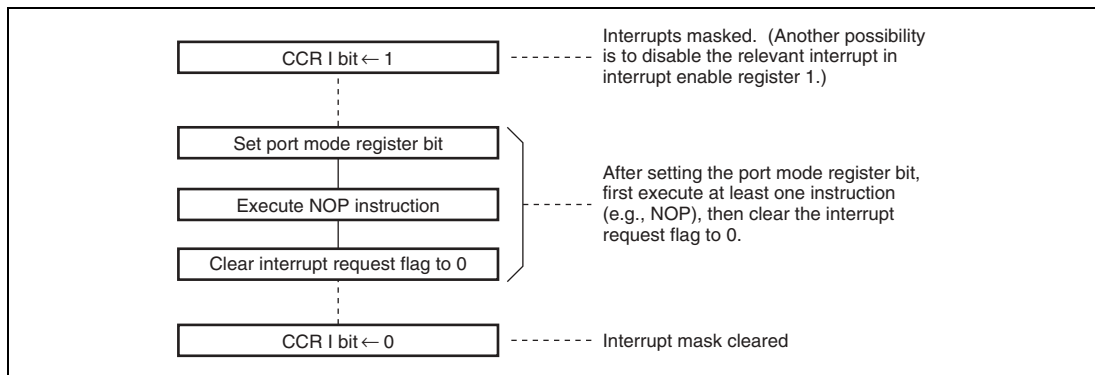 CCR I bit ← 1
Interrupts masked. (Another possibility
is to disable the relevant interrupt in
interrupt enable register 1.)
Set port mode register bit
Execute NOP instruction
Clear interrupt request flag to 0
After setting the port mode register bit,
first execute at least one instruction
(e.g., NOP), then clear the interrupt
request flag to 0.
CCR I bit ← 0
Interrupt mask cleared